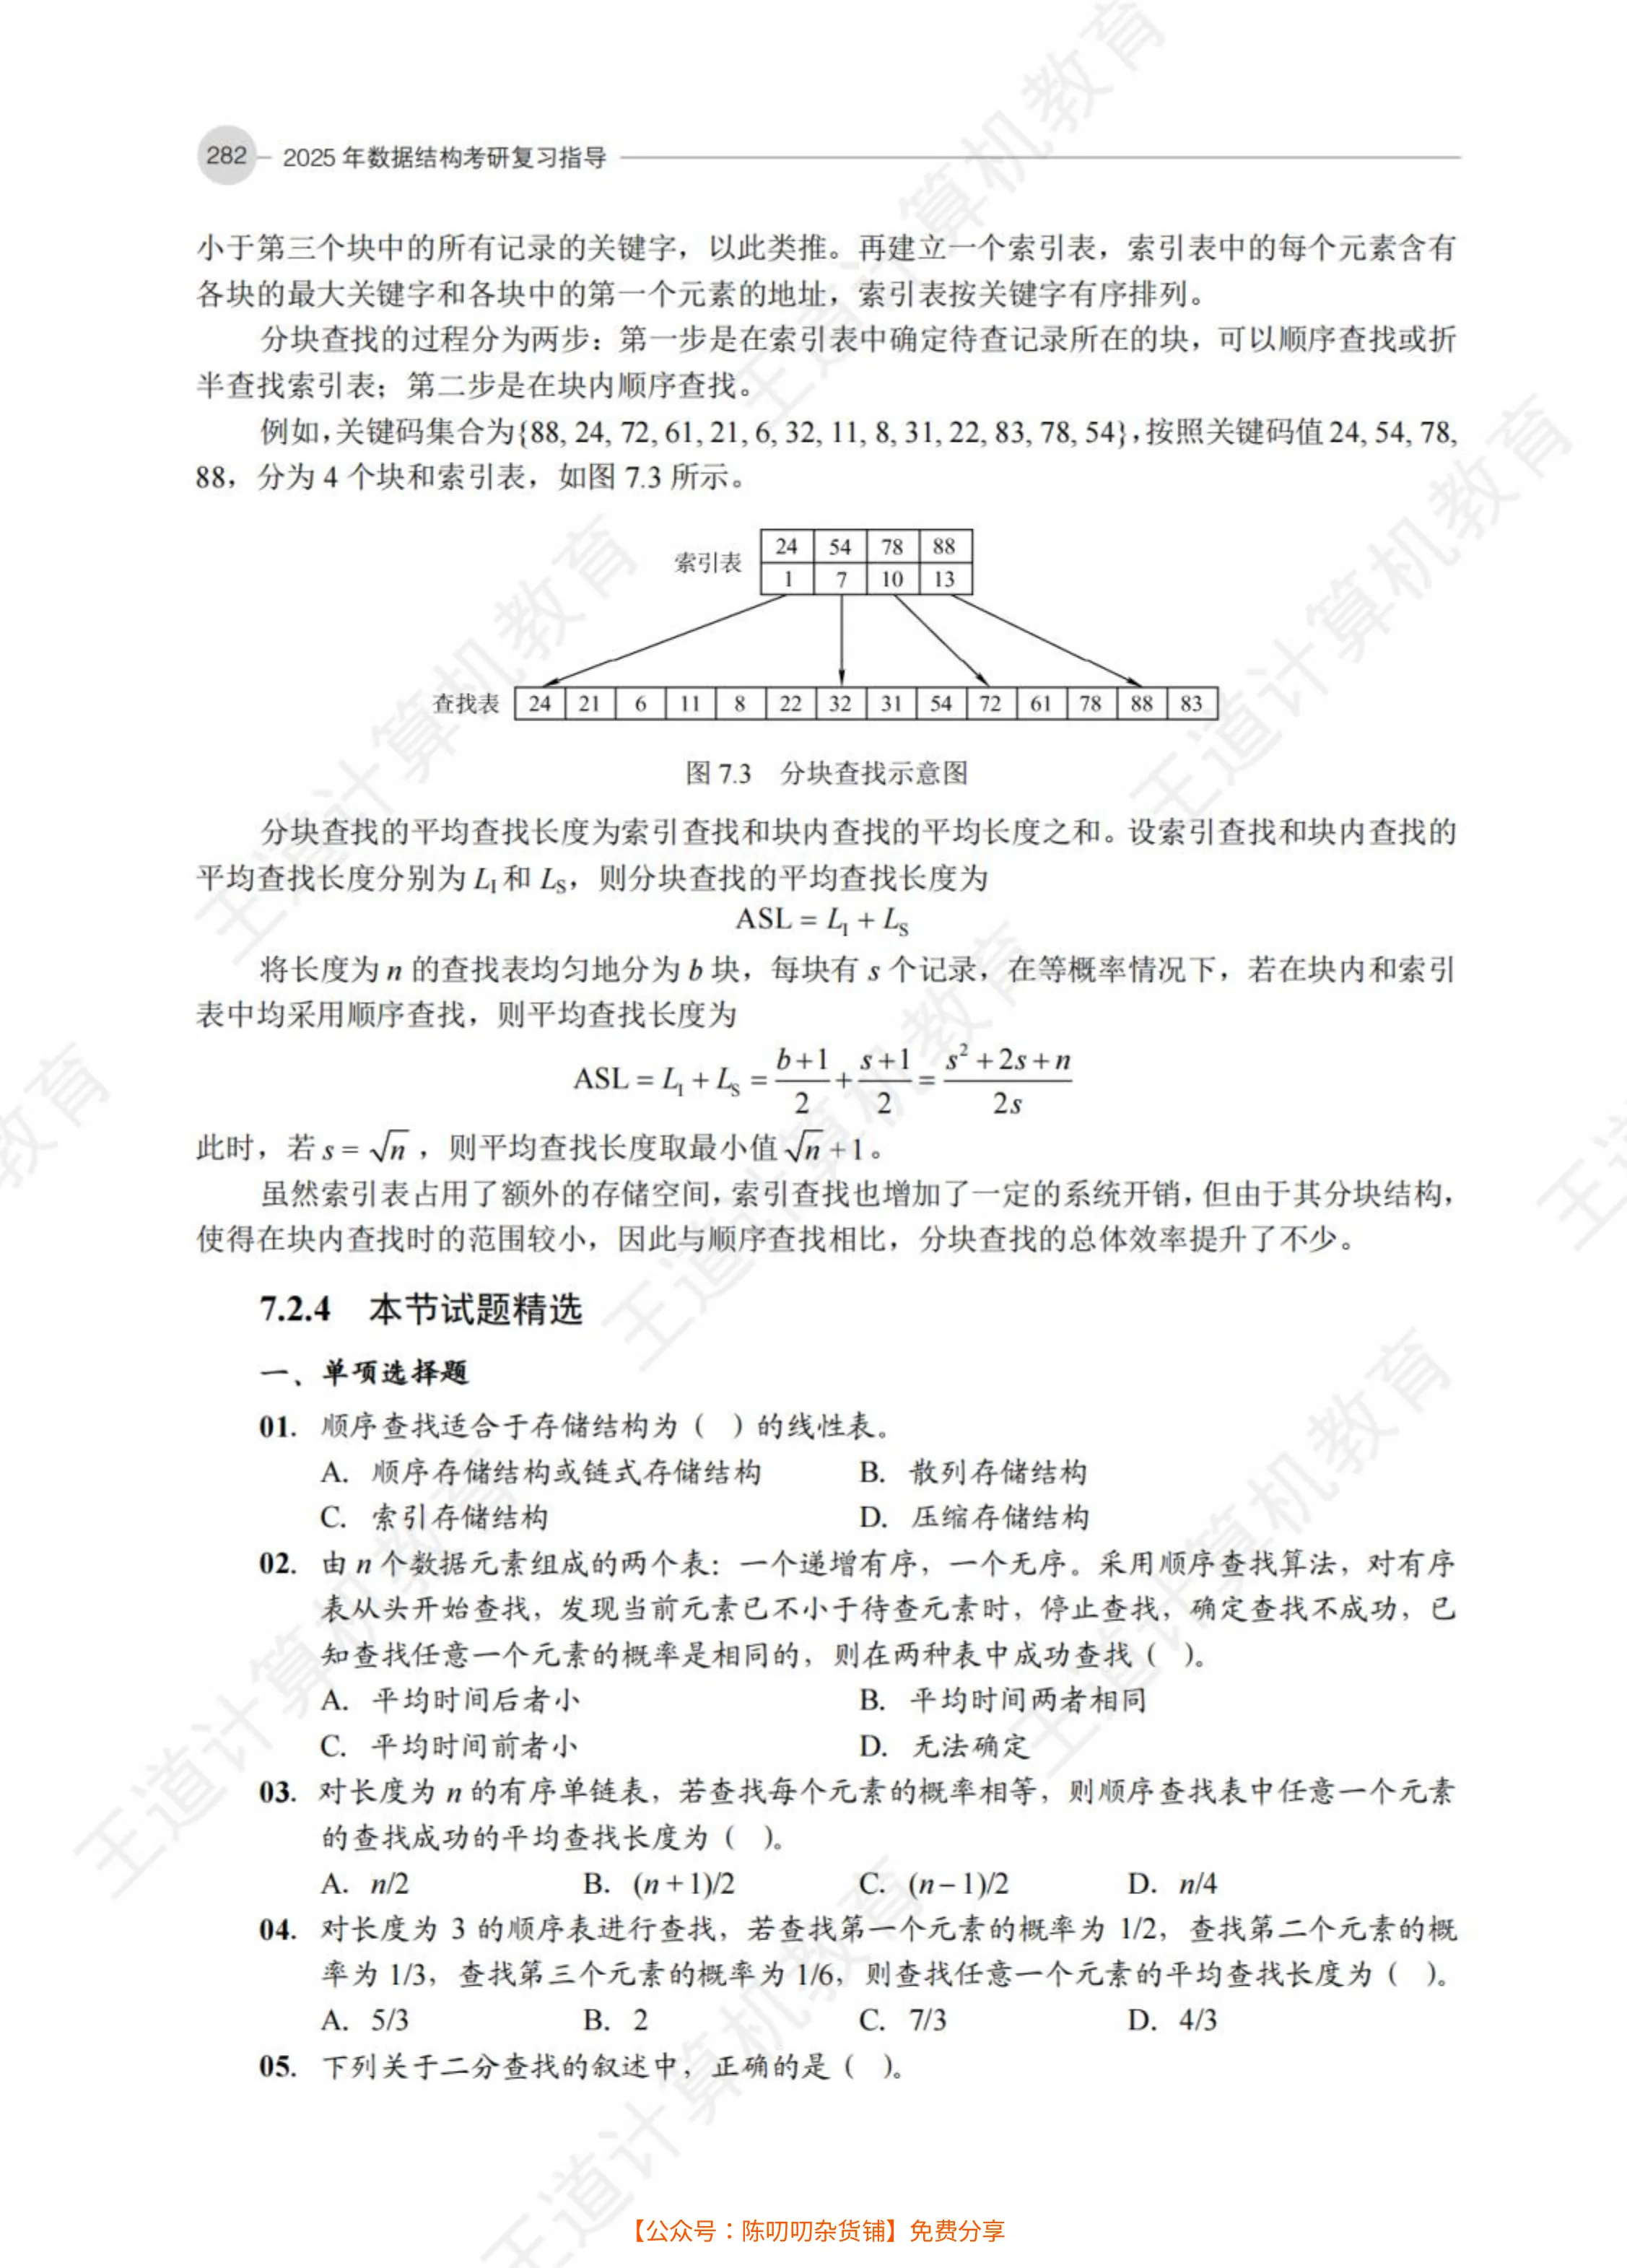 282 2025 年数据结构考研复习指导
小于第三个块中的所有记录的关键字，以此类推。再建立一个索引表，索引表中的每个元素含有
各块的最大关键字和各块中的第一个元素的地址，索引表按关键字有序排列。
分块查找的过程分为两步：第一步是在索引表中确定待查记录所在的块，可以顺序查找或折
半查找索引表；第二步是在块内顺序查找。
例如，关键码集合为{88, 24, 72, 61, 21, 6, 32, 11, 8, 31, 22, 83, 78, 54}，按照关键码值 24, 54, 78,
88，分为 4 个块和索引表，如图 7.3 所示。
索引表
24 54 78 88
1 7 10 13
查找表 24 21 6 11 8 22 32 31 54 72 61 78 88 83
图 7.3 分块查找示意图
分块查找的平均查找长度为索引查找和块内查找的平均长度之和。设索引查找和块内查找的
平均查找长度分别为 L_I 和 L_S，则分块查找的平均查找长度为
ASL = L_I + L_S
将长度为 n 的查找表均匀地分为 b 块，每块有 s 个记录，在等概率情况下，若在块内和索引
表中均采用顺序查找，则平均查找长度为
ASL = L_I + L_S = (b+1)/2 + (s+1)/2 = (s²+2s+n)/2s
此时，若 s = √n，则平均查找长度取最小值 √n + 1。
虽然索引表占用了额外的存储空间，索引查找也增加了一定的系统开销，但由于其分块结构，
使得在块内查找时的范围较小，因此与顺序查找相比，分块查找的总体效率提升了不少。
7.2.4 本节试题精选
一、单项选择题
01. 顺序查找适合于存储结构为（ ）的线性表。
A. 顺序存储结构或链式存储结构 B. 散列存储结构
C. 索引存储结构 D. 压缩存储结构
02. 由 n 个数据元素组成的两个表：一个递增有序，一个无序。采用顺序查找算法，对有序
表从头开始查找，发现当前元素已不小于待查元素时，停止查找，确定查找不成功，已
知查找任意一个元素的概率是相同的，则在两种表中成功查找（ ）。
A. 平均时间后者小 B. 平均时间两者相同
C. 平均时间前者小 D. 无法确定
03. 对长度为 n 的有序单链表，若查找每个元素的概率相等，则顺序查找表中任意一个元素
的查找成功的平均查找长度为（ ）。
A. n/2 B. (n + 1)/2 C. (n − 1)/2 D. n/4
04. 对长度为 3 的顺序表进行查找，若查找第一个元素的概率为 1/2，查找第二个元素的概
率为 1/3，查找第三个元素的概率为 1/6，则查找任意一个元素的平均查找长度为（ ）。
A. 5/3 B. 2 C. 7/3 D. 4/3
05. 下列关于二分查找的叙述中，正确的是（ ）。
【公众号：陈叨叨杂货铺】免费分享
王道计算机教育